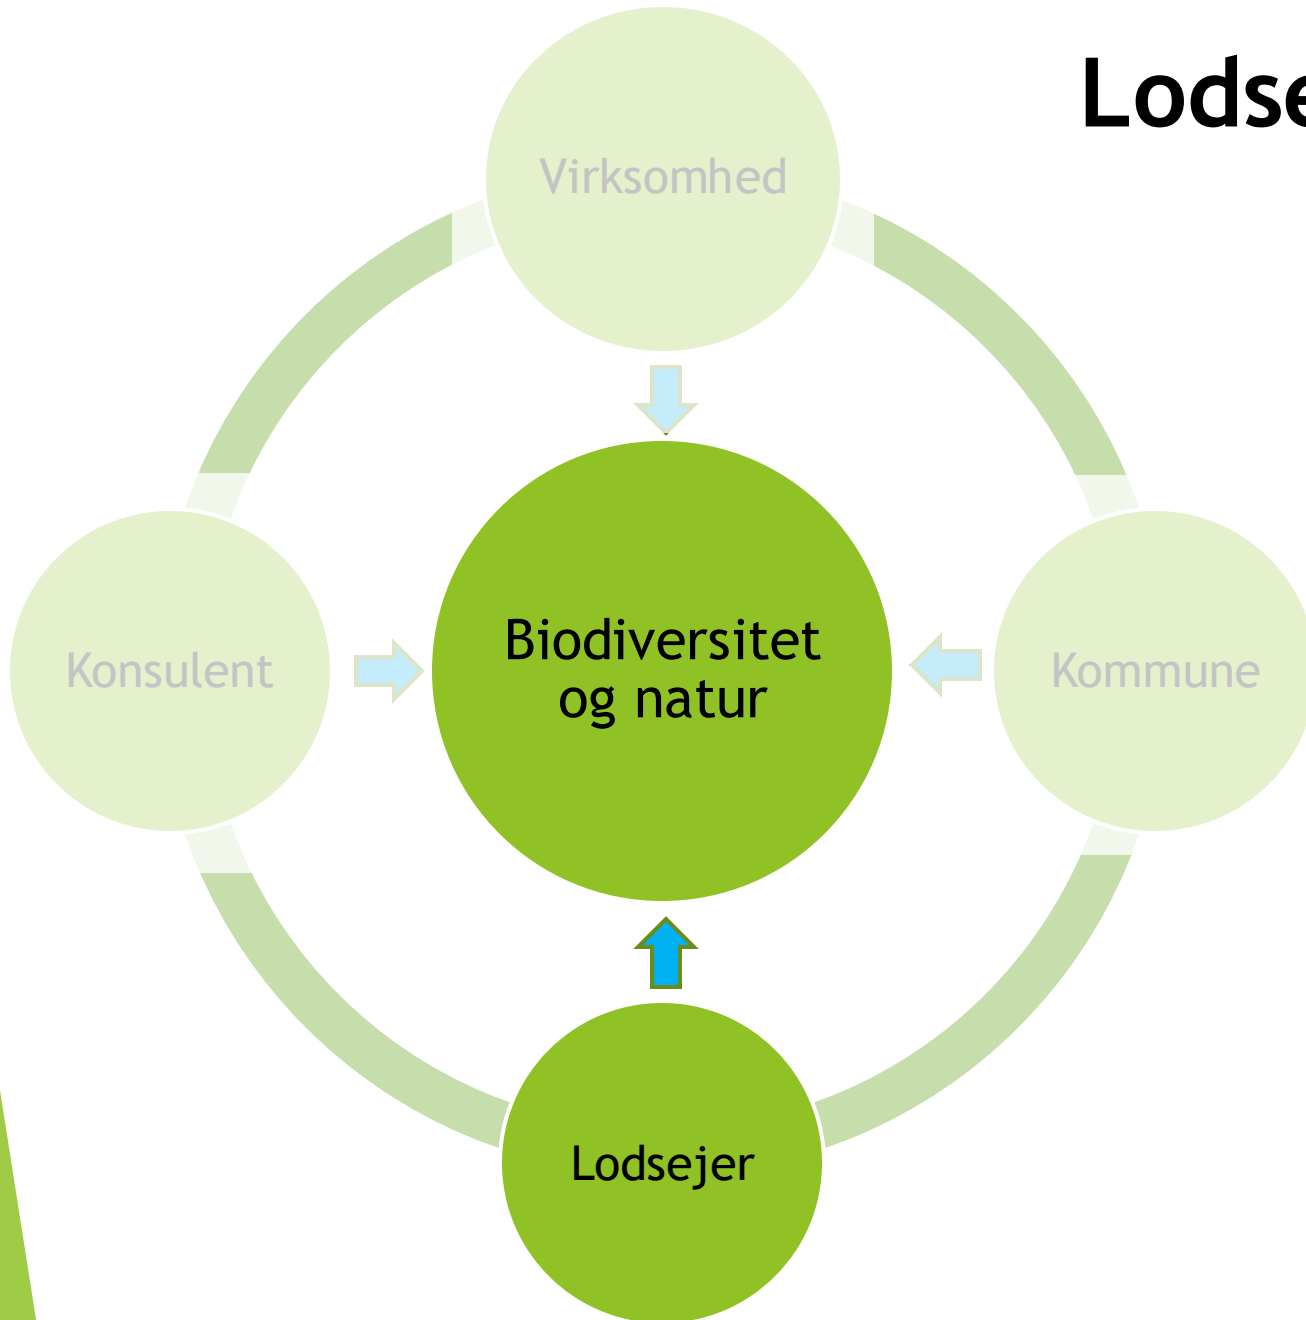 Lodse
Virksomhed
Konsulent
Biodiversitet
og natur
Kommune
Lodsejer